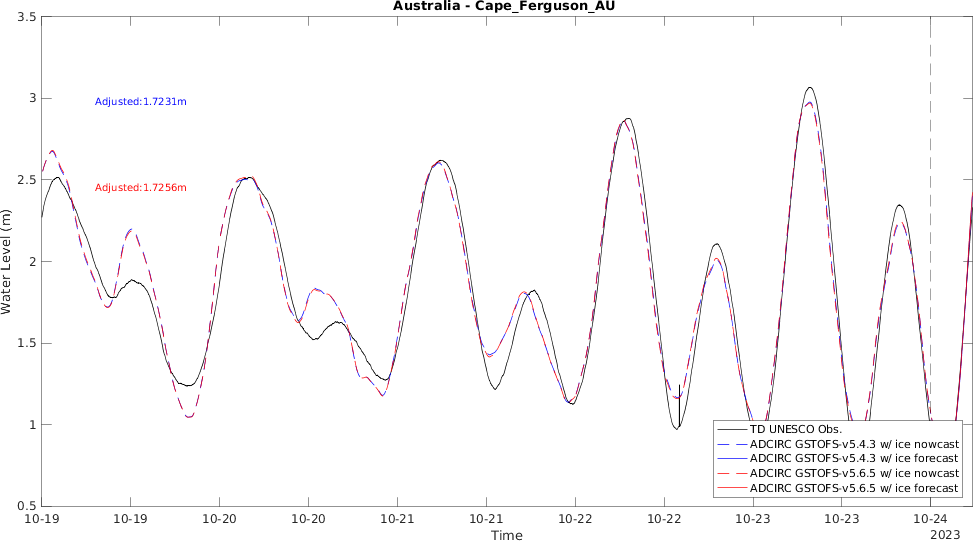 Australia - Cape_Ferguson_AU
3.5
3
2.5
2
1.5
1
0.5
Water Level (m)
Adjusted:1.7231m
Adjusted:1.7256m
TD UNESCO Obs.
ADCIRC GSTOFS-v5.4.3 w/ ice nowcast
ADCIRC GSTOFS-v5.4.3 w/ ice forecast
ADCIRC GSTOFS-v5.6.5 w/ ice nowcast
ADCIRC GSTOFS-v5.6.5 w/ ice forecast
10-19 10-19 10-20 10-20 10-21 10-21 10-22 10-22 10-23 10-23 10-24
Time
2023